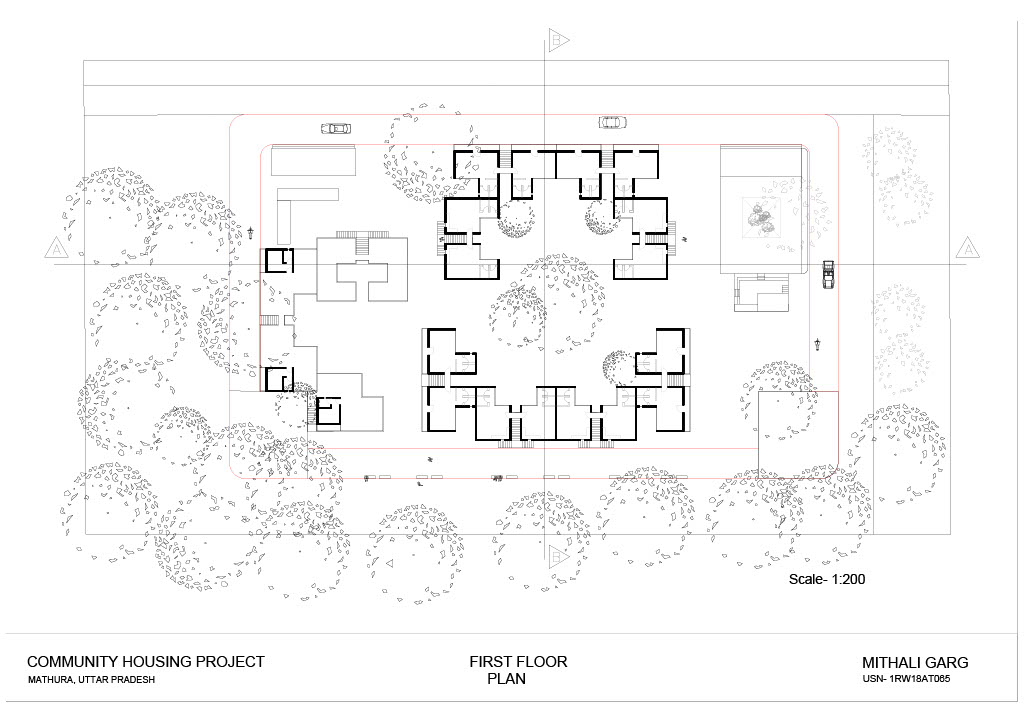 B
A
A
B
Scale- 1:200
COMMUNITY HOUSING PROJECT
MATHURA, UTTAR PRADESH
FIRST FLOOR
PLAN
MITHALI GARG
USN- 1RW18AT065